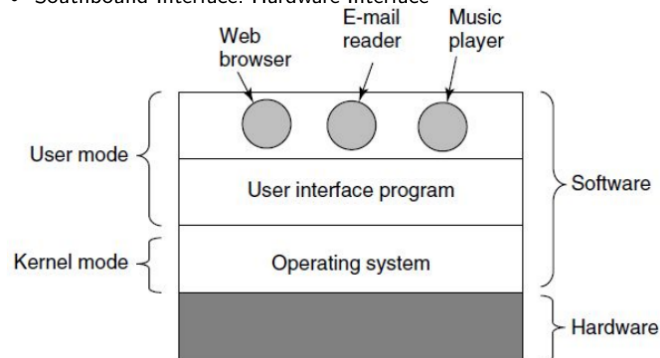 • Southbound Interface: Hardware Interface
Web
browser
E-mail
reader
Music
player
User mode
User interface program
Software
Kernel mode
Operating system
Hardware